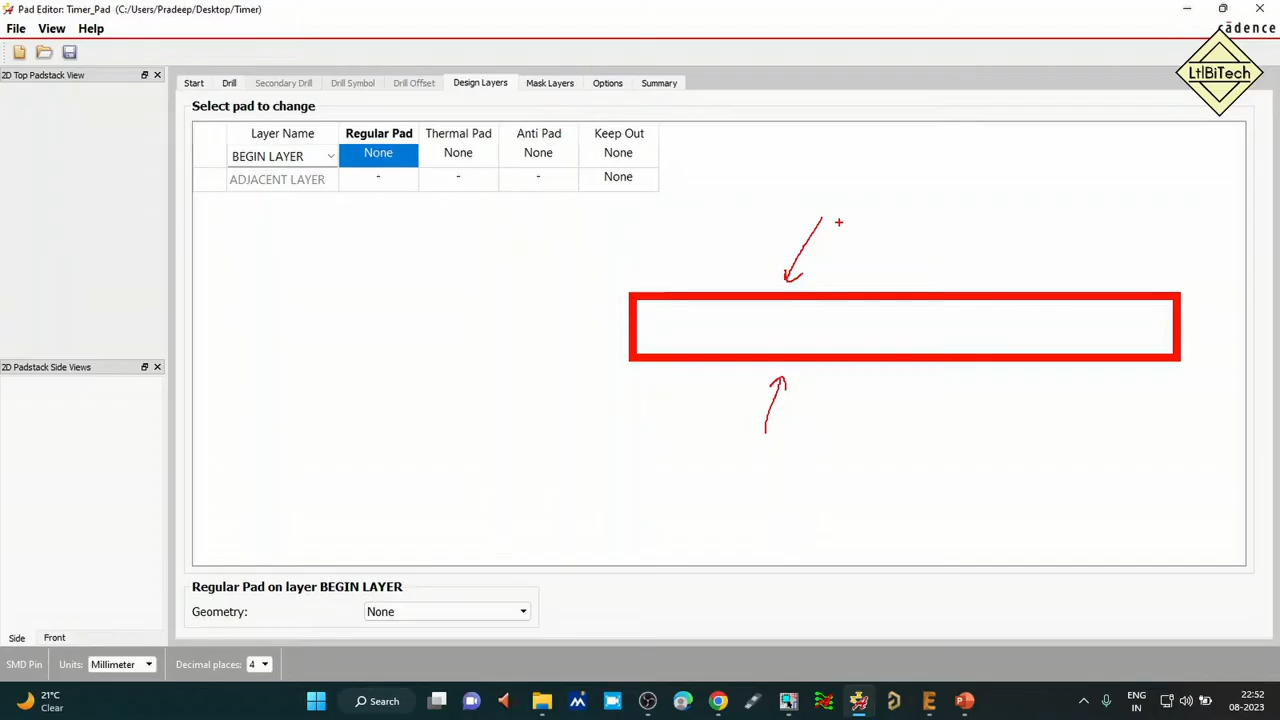 Pad Editor: Timer_Pad (C:/Users/Pradeep/Desktop/Timer)
File View Help
cādence
LtlBiTech
2D Top Padstack View
Start Drill Secondary Drill Drill Symbol Drill Offset Design Layers Mask Layers Options Summary
Select pad to change
Layer Name Regular Pad Thermal Pad Anti Pad Keep Out
BEGIN LAYER None None None None
ADJACENT LAYER - - - None
2D Padstack Side Views
Regular Pad on layer BEGIN LAYER
Geometry: None
Side Front
SMD Pin Units: Millimeter Decimal places: 4
21°C
Clear
Search
ENG
IN
22:52
08-2023